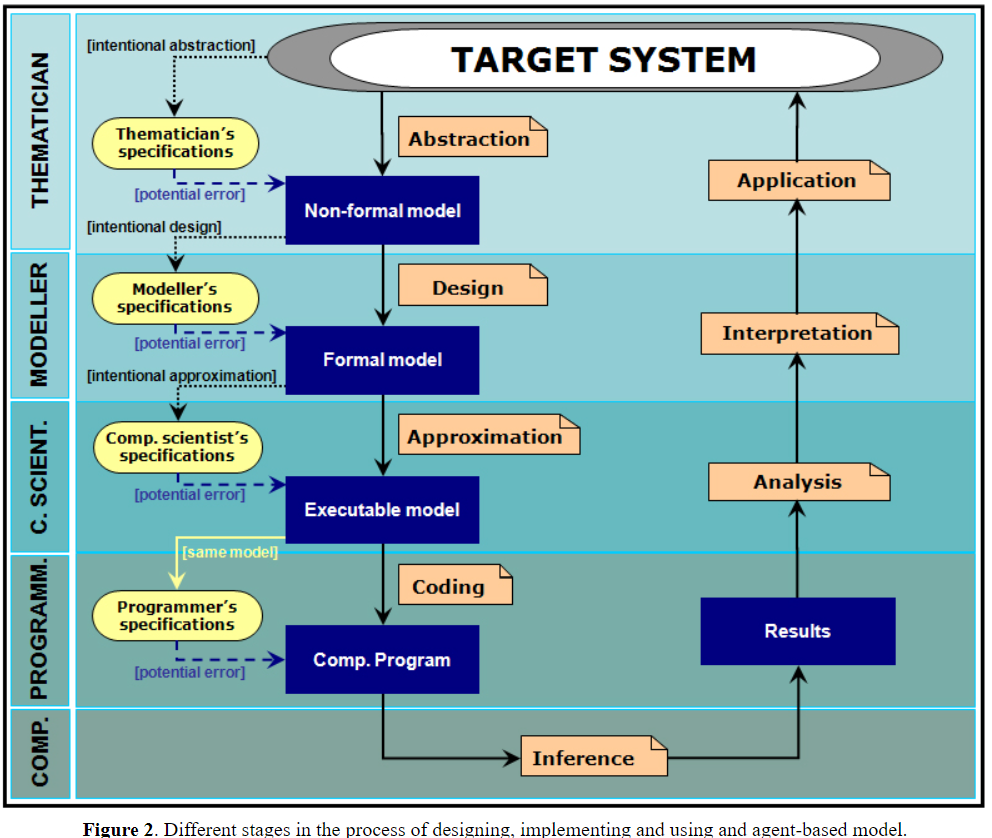 THEMATICIAN
[intentional abstraction]
TARGET SYSTEM
Thematician's
specifications
Abstraction
[potential error]
Non-formal model
Application
[intentional design]
MODELLER
Modeller's
specifications
Design
[potential error]
Formal model
Interpretation
[intentional approximation]
C. SCIENT.
Comp. scientist's
specifications
Approximation
[potential error]
Executable model
Analysis
[same model]
PROGRAMM.
Programmer's
specifications
Coding
[potential error]
Comp. Program
Results
COMP.
Inference
Figure 2. Different stages in the process of designing, implementing and using and agent-based model.